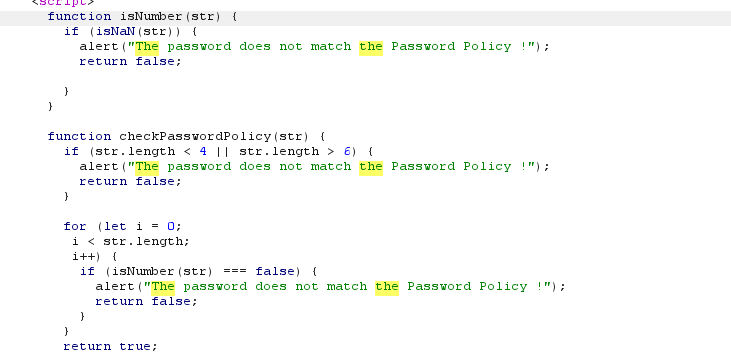 <script>
function isNumber(str) {
if (isNaN(str)) {
alert("The password does not match the Password Policy !");
return false;
}
}
function checkPasswordPolicy(str) {
if (str.length < 4 || str.length > 6) {
alert("The password does not match the Password Policy !");
return false;
}
for (let i = 0;
i < str.length;
i++) {
if (isNumber(str) === false) {
alert("The password does not match the Password Policy !");
return false;
}
}
return true;